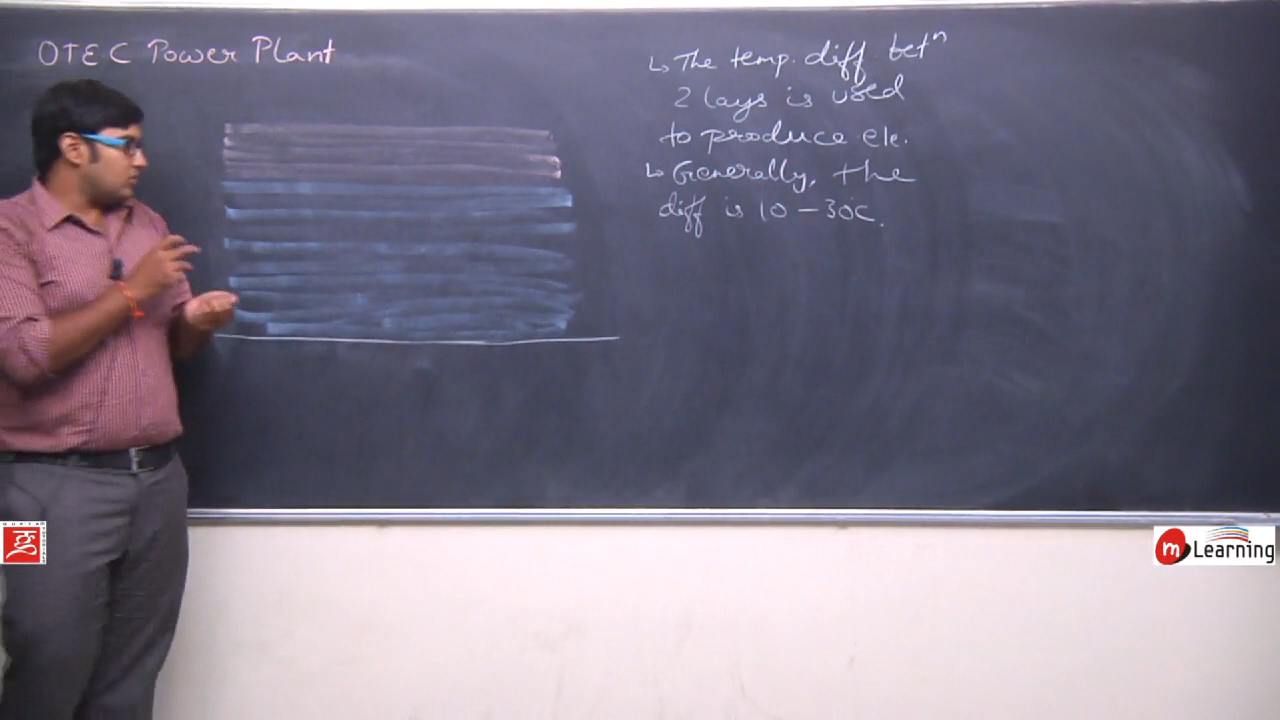 OTEC Power Plant
↳ The temp. diff betⁿ
2 lays is used
to produce ele.
↳ Generally, the
diff is 10 – 30c.
m Learning